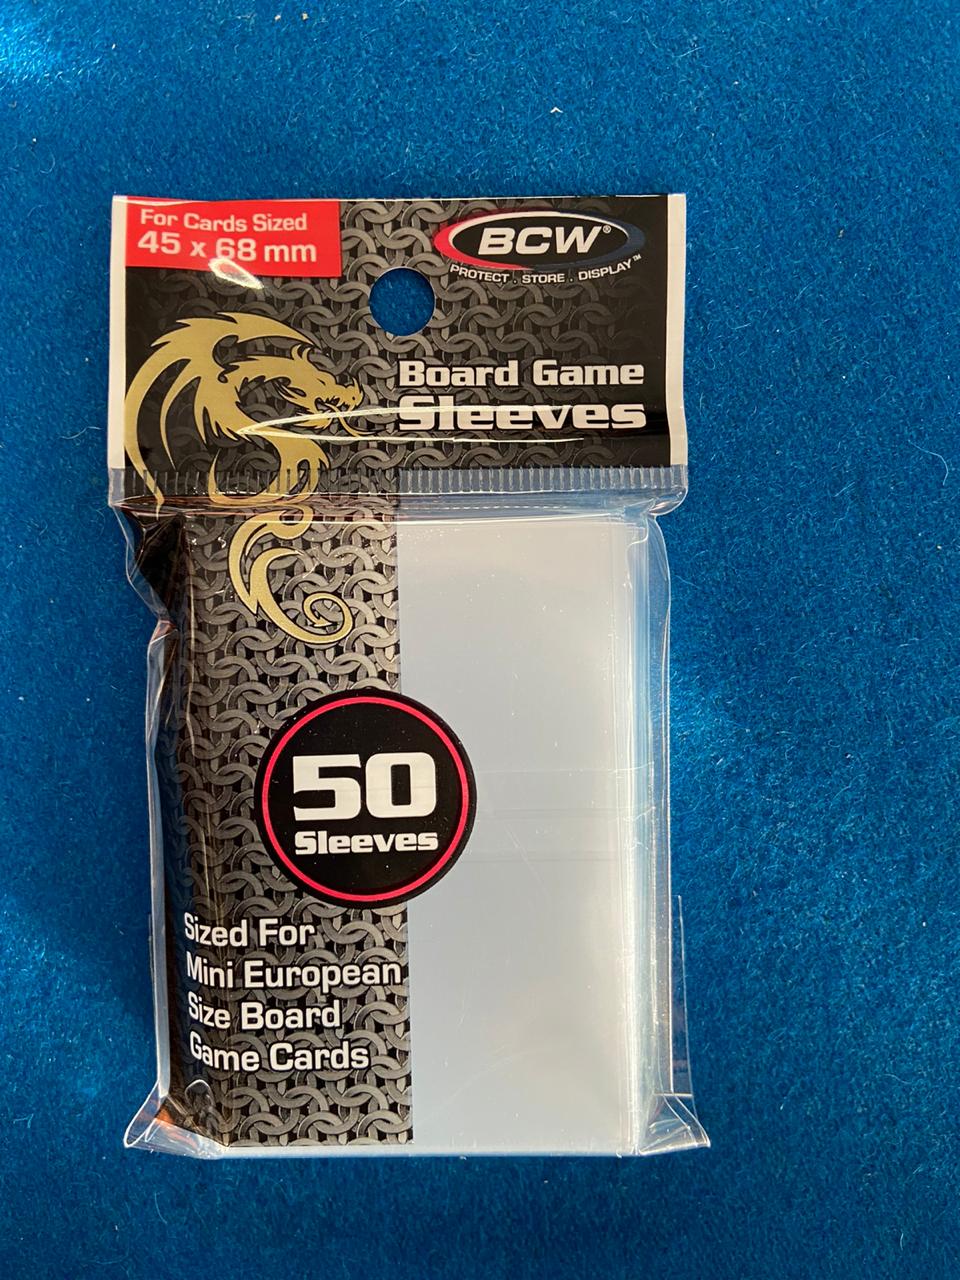 For Cards Sized
45 x 68 mm
BCW®
PROTECT . STORE . DISPLAY™
Board Game
Sleeves
50
Sleeves
Sized For
Mini European
Size Board
Game Cards